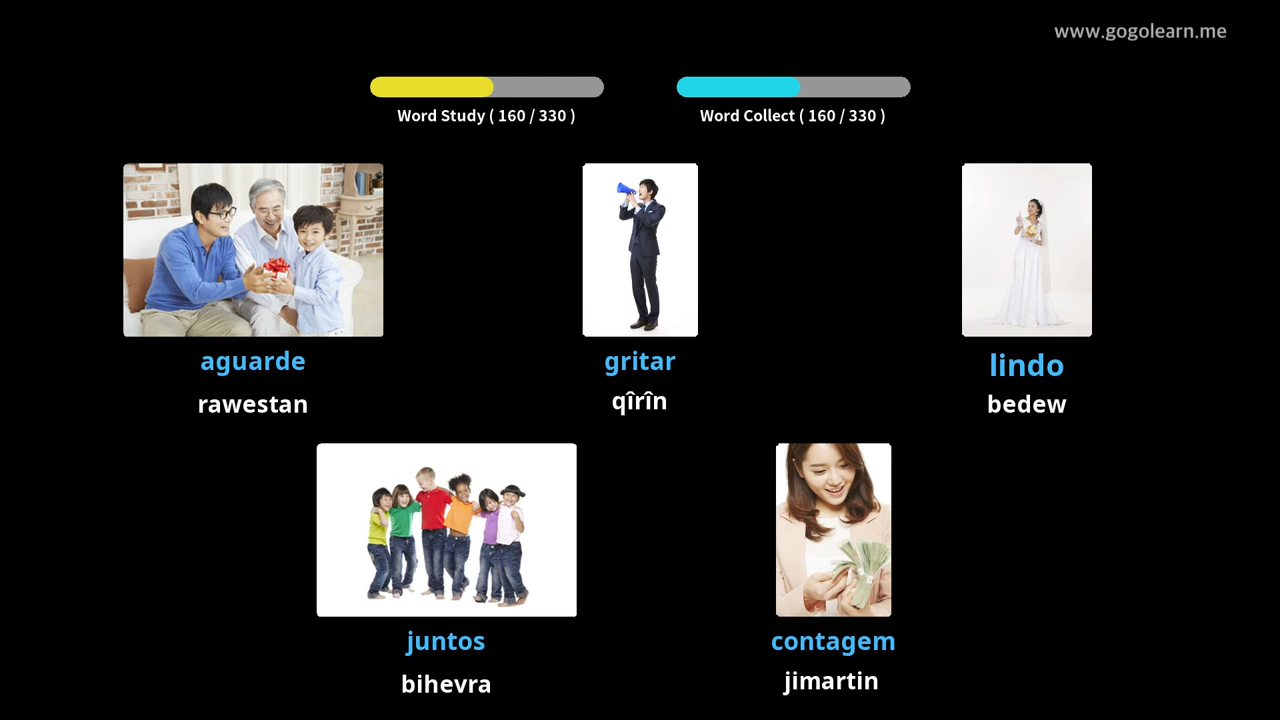 www.gogolearn.me
Word Study ( 160 / 330 )
Word Collect ( 160 / 330 )
aguarde
rawestan
gritar
qîrîn
lindo
bedew
juntos
bihevra
contagem
jimartin